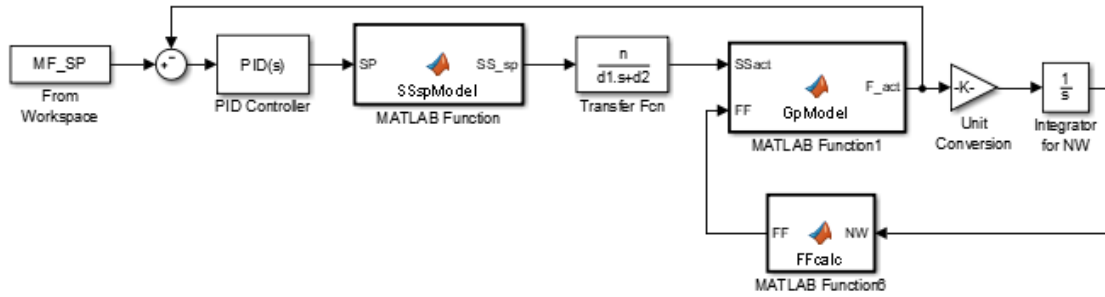 MF_SP
From
Workspace
+
-
PID(s)
PID Controller
SP
SS_sp
SSspModel
MATLAB Function
n
d1.s+d2
Transfer Fcn
SSact
FF
F_act
GpModel
MATLAB Function1
-K-
Unit
Conversion
1
s
Integrator
for NW
FF
NW
FFcalc
MATLAB Function6